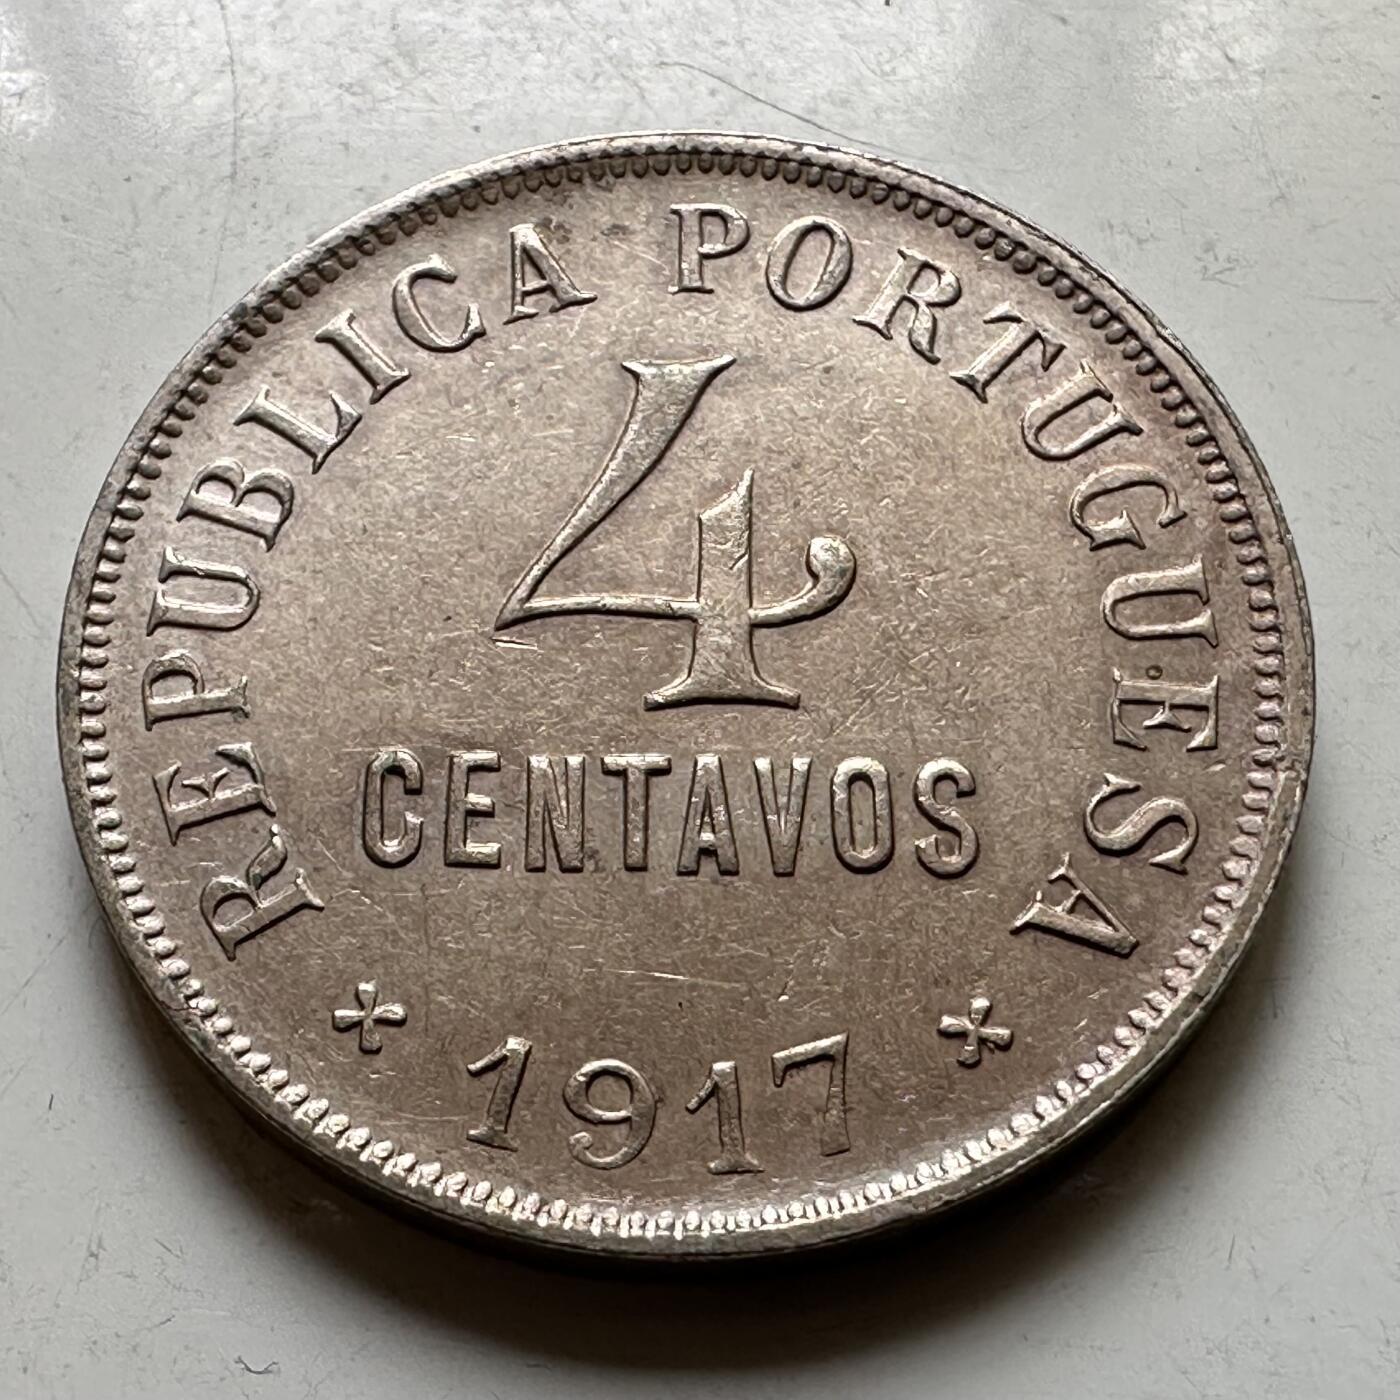 REPUBLICA PORTUGUESA
4
CENTAVOS
1917